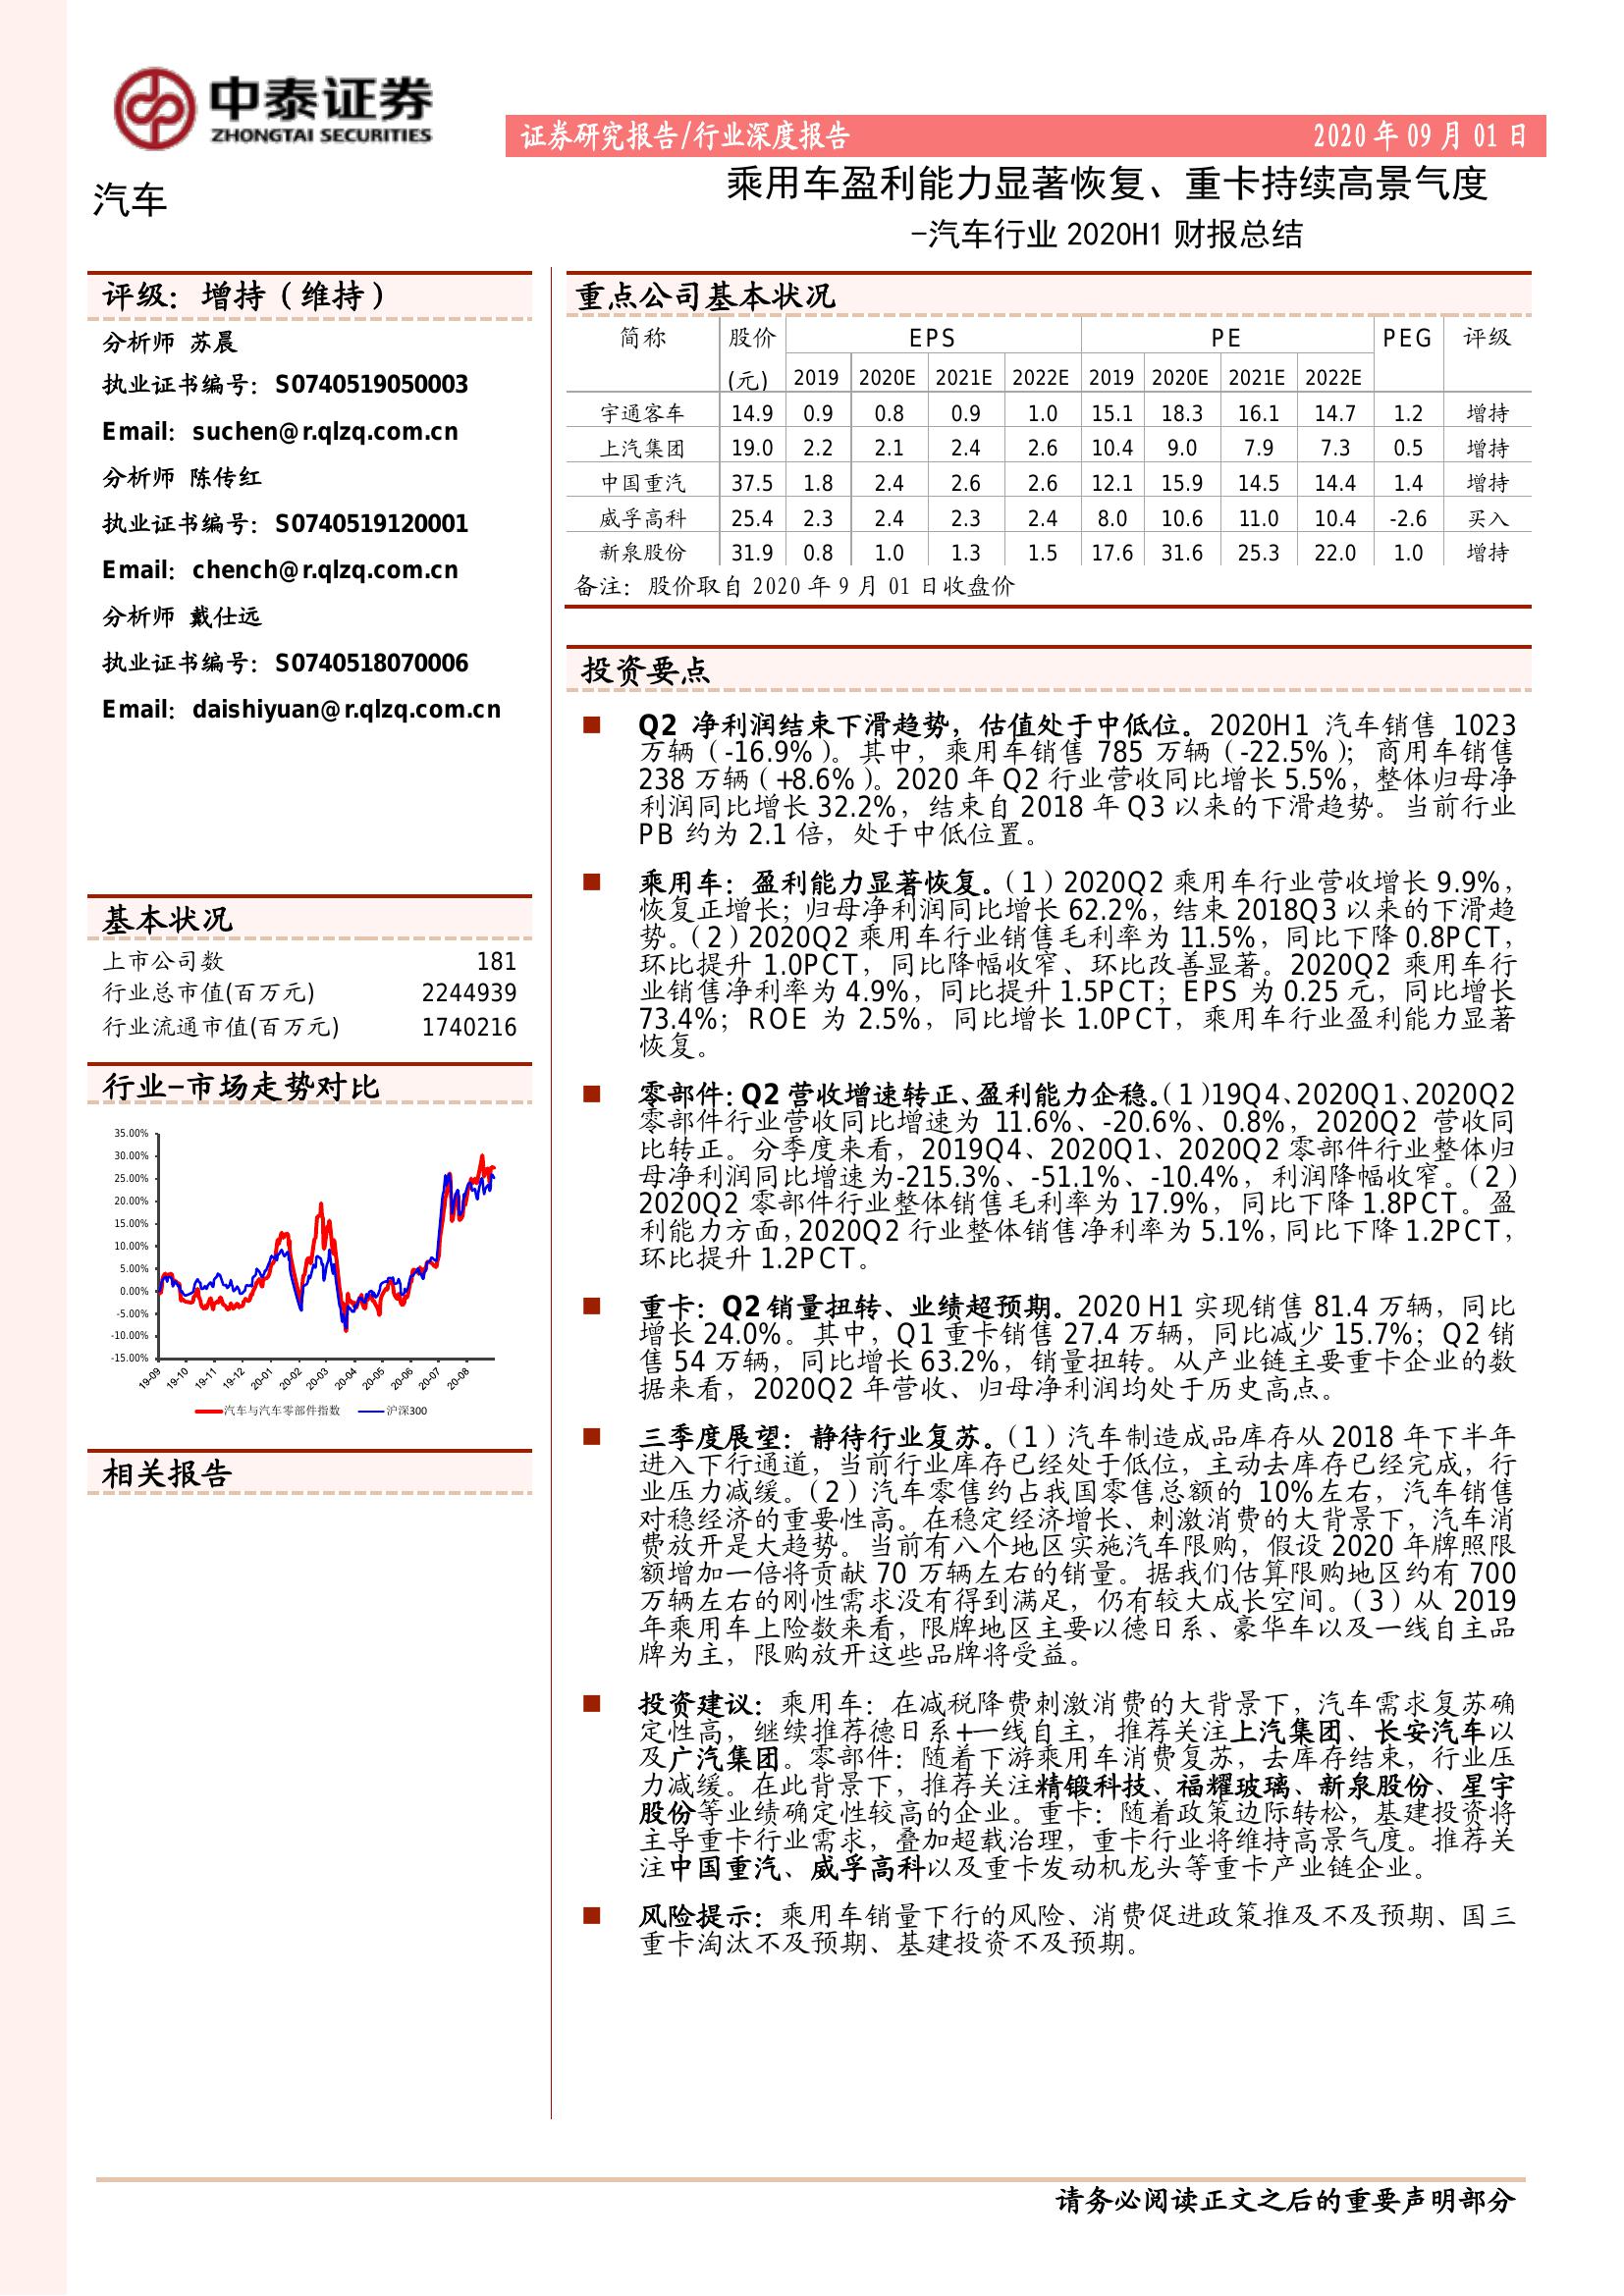 中泰证券
ZHONGTAI SECURITIES
证券研究报告/行业深度报告 2020 年 09 月 01 日
汽车
乘用车盈利能力显著恢复、重卡持续高景气度
-汽车行业 2020H1 财报总结
评级：增持（维持）
分析师 苏晨
执业证书编号：S0740519050003
Email：suchen@r.qlzq.com.cn
分析师 陈传红
执业证书编号：S0740519120001
Email：chench@r.qlzq.com.cn
分析师 戴仕远
执业证书编号：S0740518070006
Email：daishiyuan@r.qlzq.com.cn
基本状况
上市公司数 181
行业总市值(百万元) 2244939
行业流通市值(百万元) 1740216
行业-市场走势对比
35.00%
30.00%
25.00%
20.00%
15.00%
10.00%
5.00%
0.00%
-5.00%
-10.00%
-15.00%
19-09 19-10 19-11 19-12 20-01 20-02 20-03 20-04 20-05 20-06 20-07 20-08
汽车与汽车零部件指数 沪深300
相关报告
重点公司基本状况
简称 股价 EPS PE PEG 评级
(元) 2019 2020E 2021E 2022E 2019 2020E 2021E 2022E
宇通客车 14.9 0.9 0.8 0.9 1.0 15.1 18.3 16.1 14.7 1.2 增持
上汽集团 19.0 2.2 2.1 2.4 2.6 10.4 9.0 7.9 7.3 0.5 增持
中国重汽 37.5 1.8 2.4 2.6 2.6 12.1 15.9 14.5 14.4 1.4 增持
威孚高科 25.4 2.3 2.4 2.3 2.4 8.0 10.6 11.0 10.4 -2.6 买入
新泉股份 31.9 0.8 1.0 1.3 1.5 17.6 31.6 25.3 22.0 1.0 增持
备注：股价取自 2020 年 9 月 01 日收盘价
投资要点
Q2 净利润结束下滑趋势，估值处于中低位。2020H1 汽车销售 1023
万辆（-16.9%）。其中，乘用车销售 785 万辆（-22.5%）；商用车销售
238 万辆（+8.6%）。2020 年 Q2 行业营收同比增长 5.5%，整体归母净
利润同比增长 32.2%，结束自 2018 年 Q3 以来的下滑趋势。当前行业
PB 约为 2.1 倍，处于中低位置。
乘用车：盈利能力显著恢复。（1）2020Q2 乘用车行业营收增长 9.9%，
恢复正增长；归母净利润同比增长 62.2%，结束 2018Q3 以来的下滑趋
势。（2）2020Q2 乘用车行业销售毛利率为 11.5%，同比下降 0.8PCT，
环比提升 1.0PCT，同比降幅收窄、环比改善显著。2020Q2 乘用车行
业销售净利率为 4.9%，同比提升 1.5PCT；EPS 为 0.25 元，同比增长
73.4%；ROE 为 2.5%，同比增长 1.0PCT，乘用车行业盈利能力显著
恢复。
零部件：Q2 营收增速转正、盈利能力企稳。（1）19Q4、2020Q1、2020Q2
零部件行业营收同比增速为 11.6%、-20.6%、0.8%，2020Q2 营收同
比转正。分季度来看，2019Q4、2020Q1、2020Q2 零部件行业整体归
母净利润同比增速为-215.3%、-51.1%、-10.4%，利润降幅收窄。（2）
2020Q2 零部件行业整体销售毛利率为 17.9%，同比下降 1.8PCT。盈
利能力方面，2020Q2 行业整体销售净利率为 5.1%，同比下降 1.2PCT，
环比提升 1.2PCT。
重卡：Q2 销量扭转、业绩超预期。2020 H1 实现销售 81.4 万辆，同比
增长 24.0%。其中，Q1 重卡销售 27.4 万辆，同比减少 15.7%；Q2 销
售 54 万辆，同比增长 63.2%，销量扭转。从产业链主要重卡企业的数
据来看，2020Q2 年营收、归母净利润均处于历史高点。
三季度展望：静待行业复苏。（1）汽车制造成品库存从 2018 年下半年
进入下行通道，当前行业库存已经处于低位，主动去库存已经完成，行
业压力减缓。（2）汽车零售约占我国零售总额的 10%左右，汽车销售
对稳经济的重要性高。在稳定经济增长、刺激消费的大背景下，汽车消
费放开是大趋势。当前有八个地区实施汽车限购，假设 2020 年牌照限
额增加一倍将贡献 70 万辆左右的销量。据我们估算限购地区约有 700
万辆左右的刚性需求没有得到满足，仍有较大成长空间。（3）从 2019
年乘用车上险数来看，限牌地区主要以德日系、豪华车以及一线自主品
牌为主，限购放开这些品牌将受益。
投资建议：乘用车：在减税降费刺激消费的大背景下，汽车需求复苏确
定性高，继续推荐德日系+一线自主，推荐关注上汽集团、长安汽车以
及广汽集团。零部件：随着下游乘用车消费复苏，去库存结束，行业压
力减缓。在此背景下，推荐关注精锻科技、福耀玻璃、新泉股份、星宇
股份等业绩确定性较高的企业。重卡：随着政策边际转松，基建投资将
主导重卡行业需求，叠加超载治理，重卡行业将维持高景气度。推荐关
注中国重汽、威孚高科以及重卡发动机龙头等重卡产业链企业。
风险提示：乘用车销量下行的风险、消费促进政策推及不及预期、国三
重卡淘汰不及预期、基建投资不及预期。
请务必阅读正文之后的重要声明部分